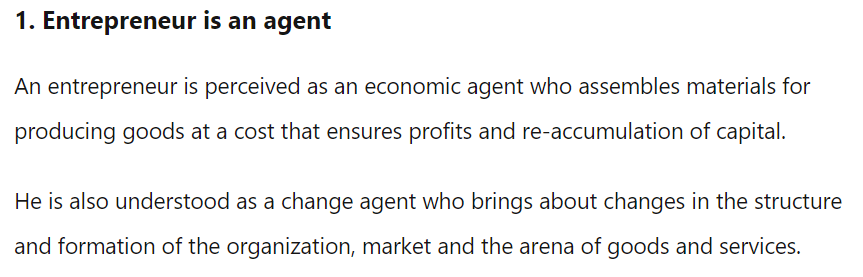 1. Entrepreneur is an agent
An entrepreneur is perceived as an economic agent who assembles materials for
producing goods at a cost that ensures profits and re-accumulation of capital.
He is also understood as a change agent who brings about changes in the structure
and formation of the organization, market and the arena of goods and services.